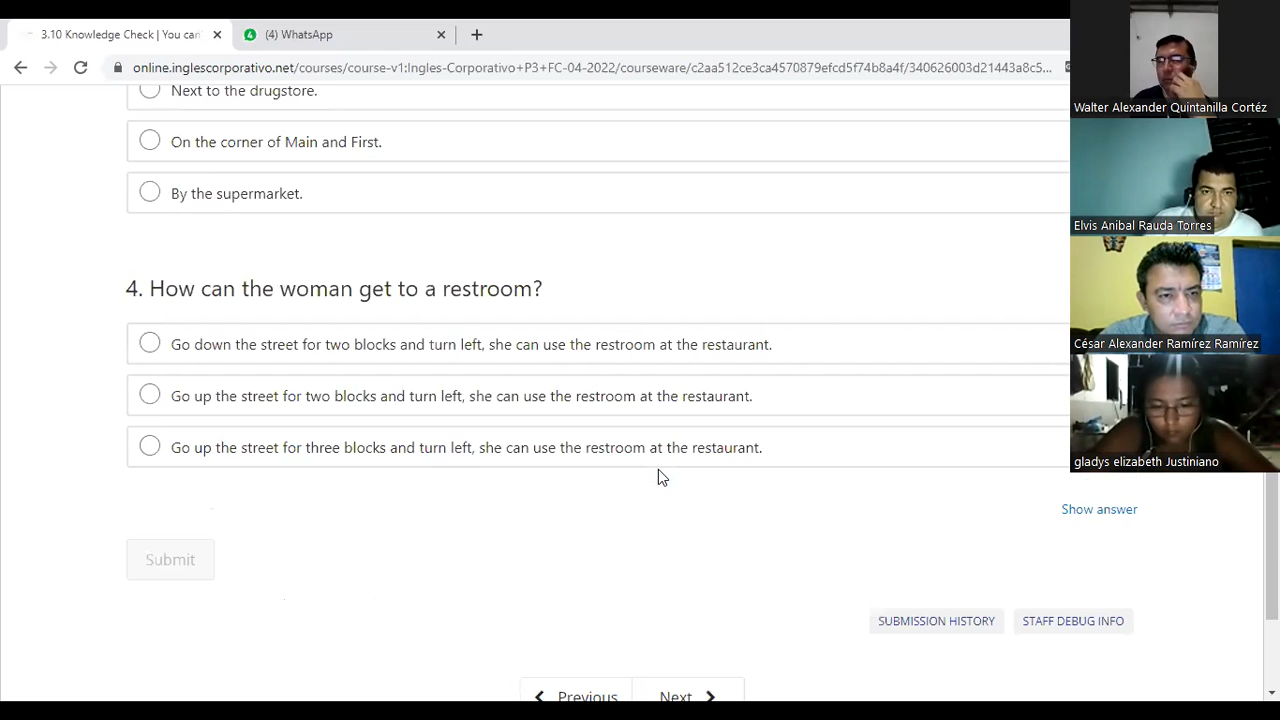 3.10 Knowledge Check | You can'
(4) WhatsApp
online.inglescorporativo.net/courses/course-v1:Ingles-Corporativo+P3+FC-04-2022/courseware/c2aa512ce3ca4570879efcd5f74b8a4f/340626003d21443a8c5...
Next to the drugstore.
On the corner of Main and First.
By the supermarket.
4. How can the woman get to a restroom?
Go down the street for two blocks and turn left, she can use the restroom at the restaurant.
Go up the street for two blocks and turn left, she can use the restroom at the restaurant.
Go up the street for three blocks and turn left, she can use the restroom at the restaurant.
Show answer
Submit
SUBMISSION HISTORY
STAFF DEBUG INFO
Previous
Next
Walter Alexander Quintanilla Cortéz
Elvis Anibal Rauda Torres
César Alexander Ramírez Ramírez
gladys elizabeth Justiniano